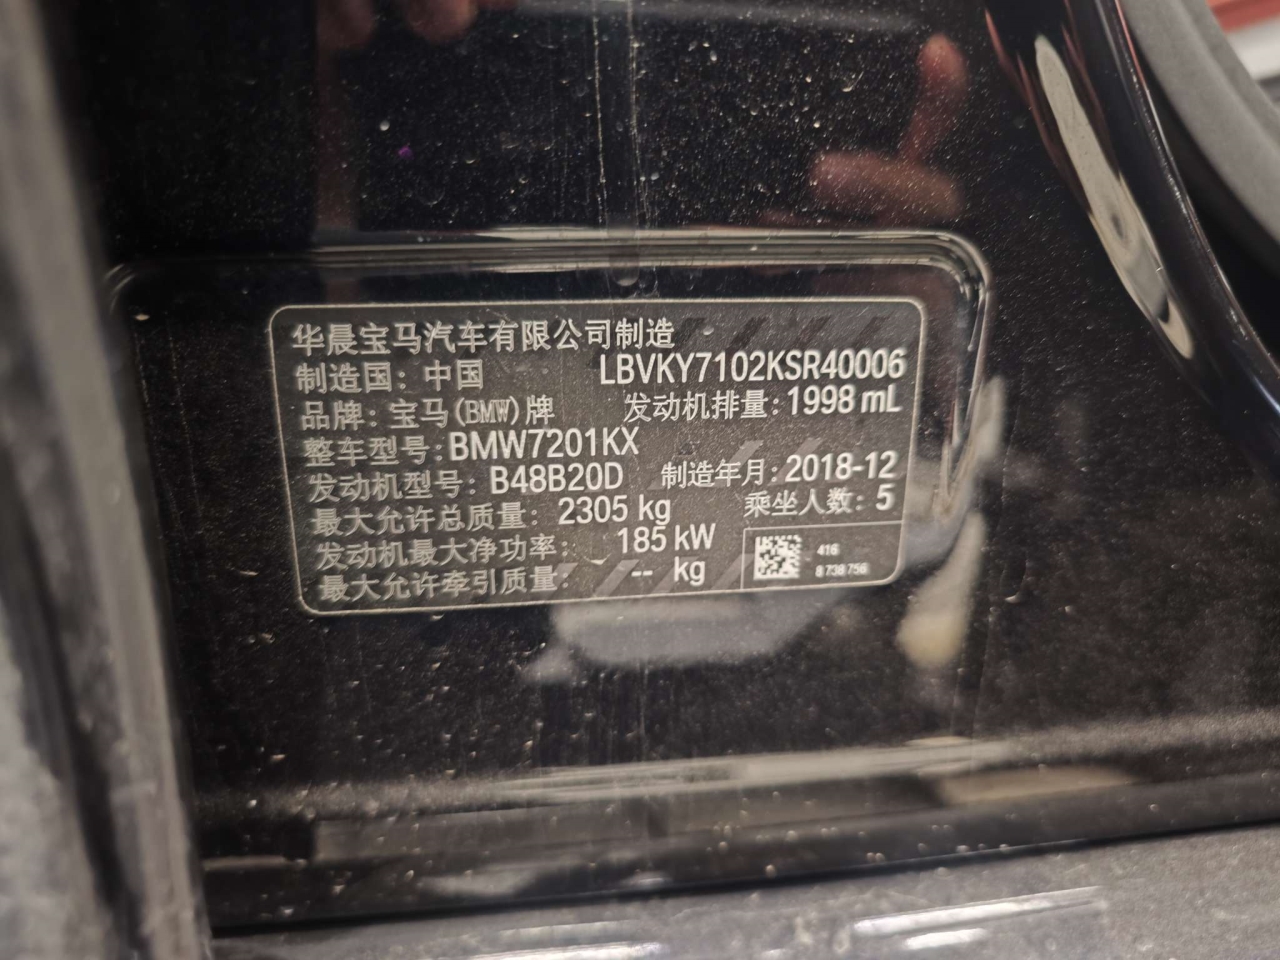 华晨宝马汽车有限公司制造
制造国：中国 LBVKY7102KSR40006
品牌：宝马(BMW)牌 发动机排量：1998 mL
整车型号：BMW7201KX
发动机型号：B48B20D 制造年月：2018-12
最大允许总质量：2305 kg 乘坐人数：5
发动机最大净功率：185 kW
最大允许牵引质量：-- kg
416
8 738 756